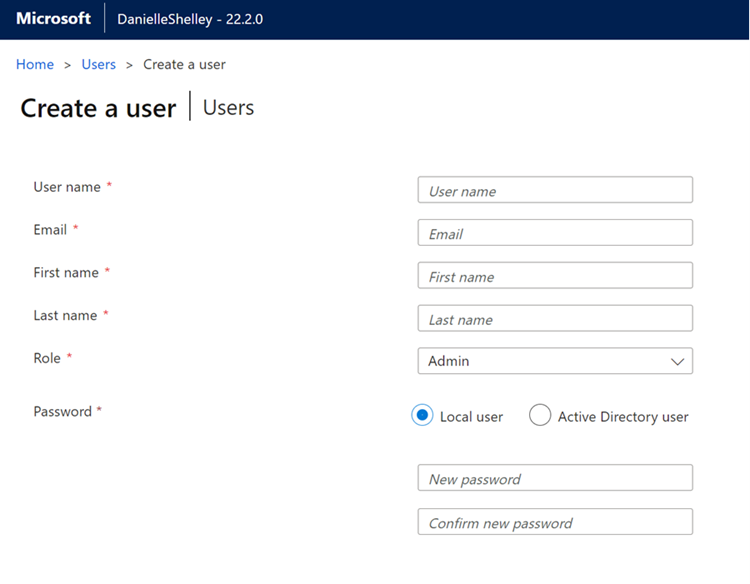 Microsoft DanielleShelley - 22.2.0
Home > Users > Create a user
Create a user Users
User name * User name
Email * Email
First name * First name
Last name * Last name
Role * Admin
Password * Local user Active Directory user
New password
Confirm new password